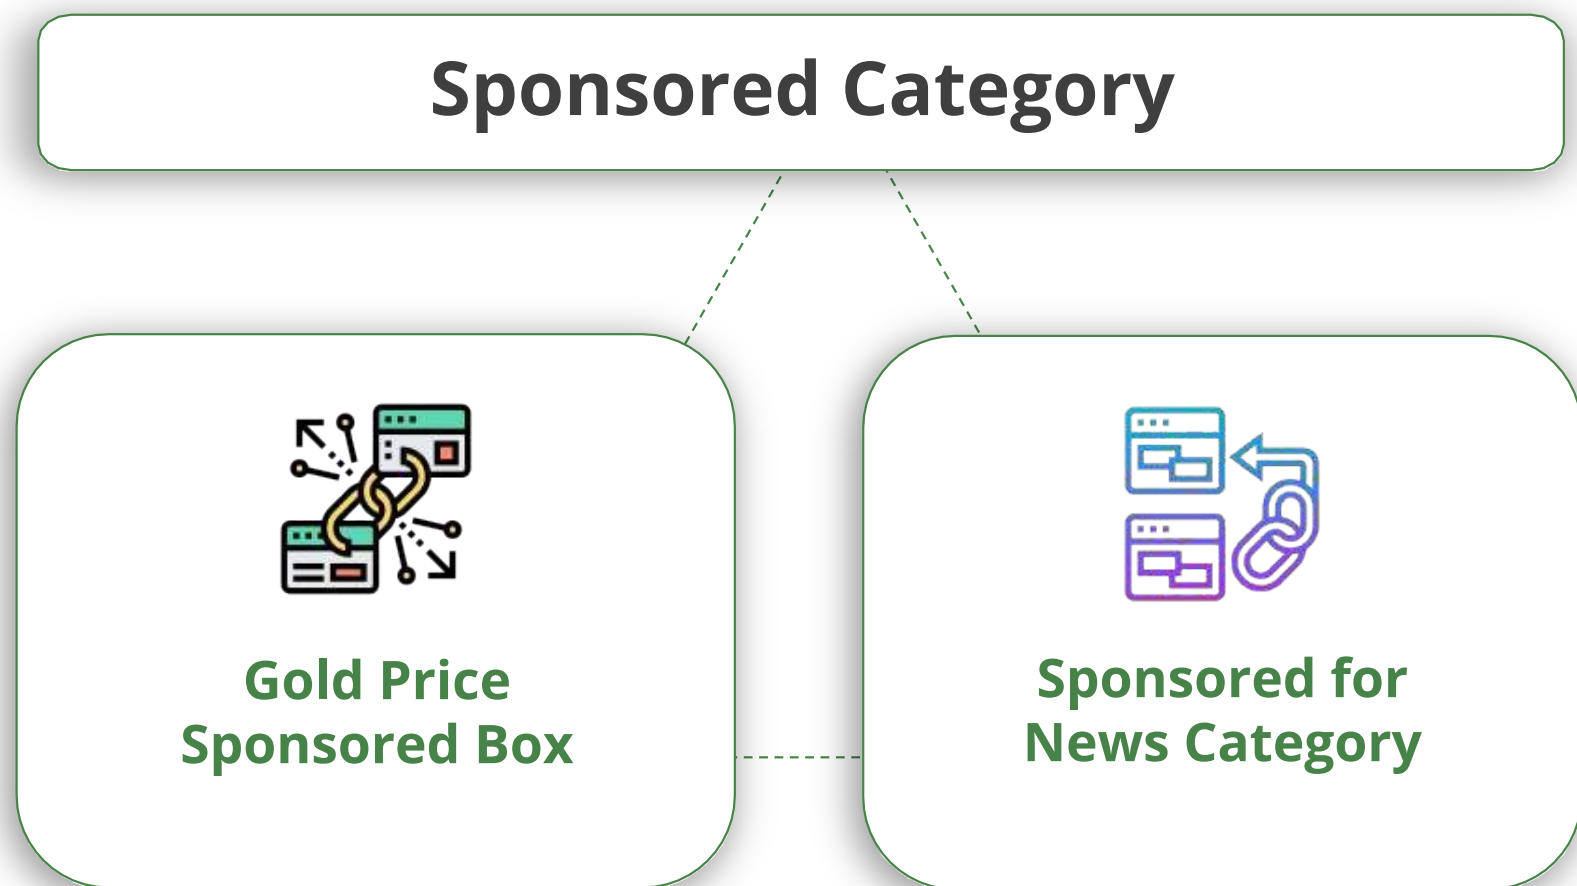 Sponsored Category
Gold Price
Sponsored Box
Sponsored for
News Category